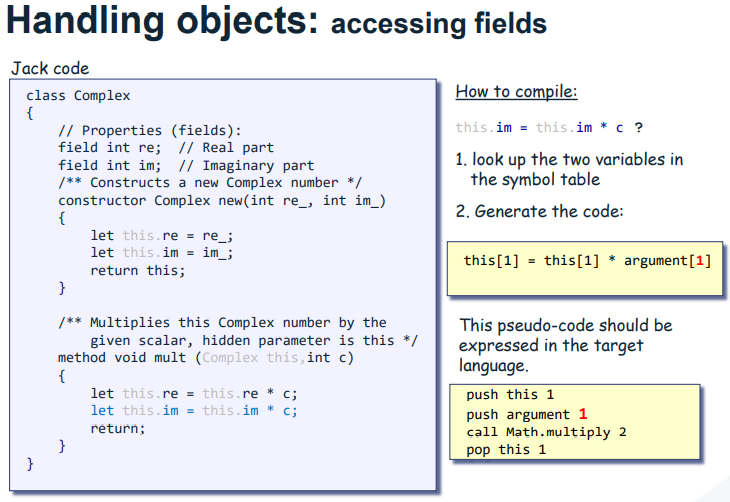 Handling objects: accessing fields
Jack code
class Complex
{
// Properties (fields):
field int re;  // Real part
field int im;  // Imaginary part
/** Constructs a new Complex number */
constructor Complex new(int re_, int im_)
{
let this.re = re_;
let this.im = im_;
return this;
}
/** Multiplies this Complex number by the
given scalar, hidden parameter is this */
method void mult (Complex this,int c)
{
let this.re = this.re * c;
let this.im = this.im * c;
return;
}
}
How to compile:
this.im = this.im * c ?
1. look up the two variables in
the symbol table
2. Generate the code:
this[1] = this[1] * argument[1]
This pseudo-code should be
expressed in the target
language.
push this 1
push argument 1
call Math.multiply 2
pop this 1